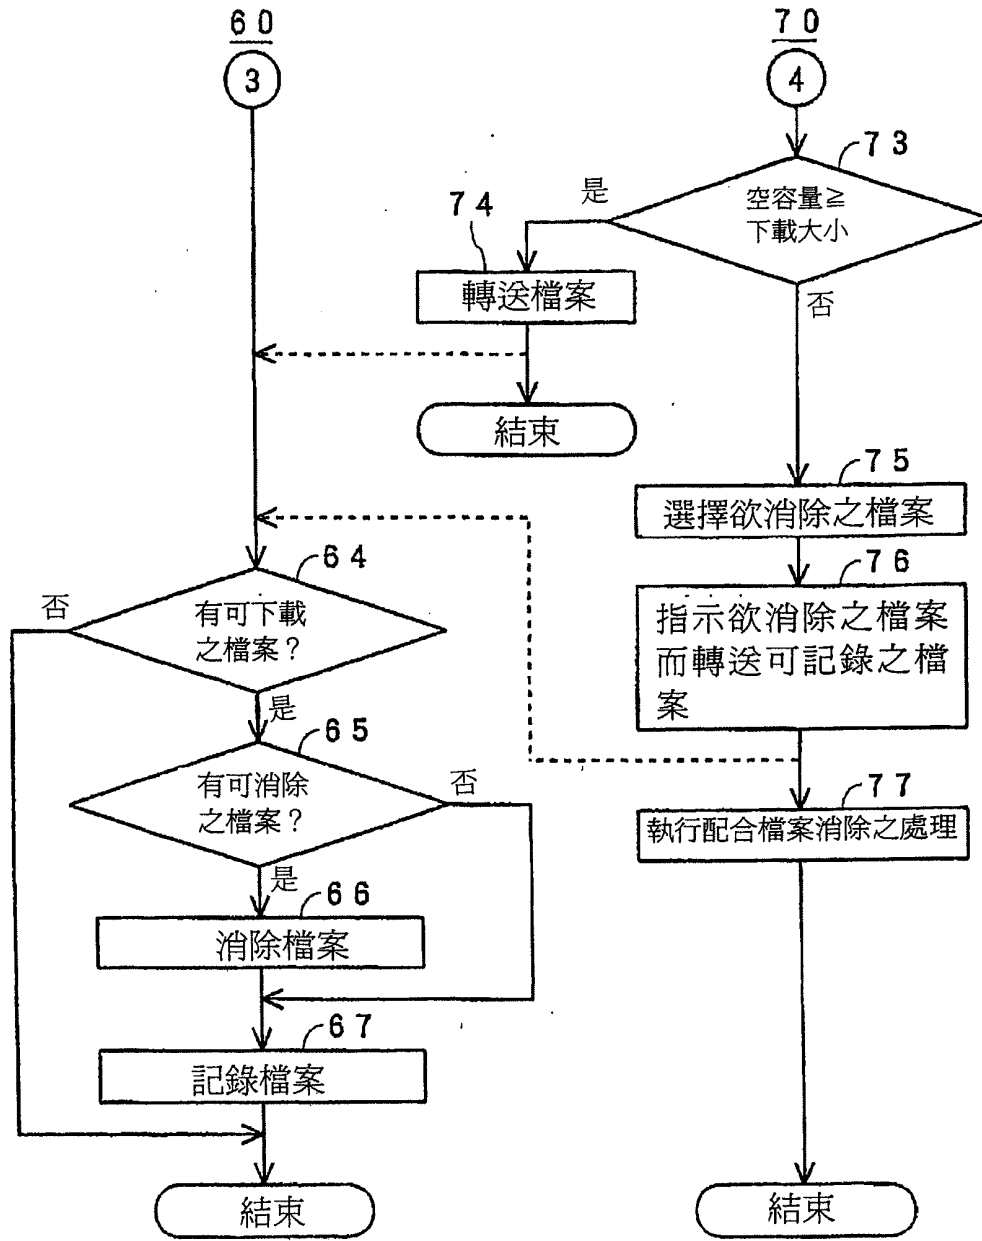 60
3
有可下載
之檔案？
64
否
是
有可消除
之檔案？
65
否
是
消除檔案
66
記錄檔案
67
結束
70
4
空容量≧
下載大小
73
是
否
74
轉送檔案
結束
75
選擇欲消除之檔案
76
指示欲消除之檔案
而轉送可記錄之檔
案
77
執行配合檔案消除之處理
結束